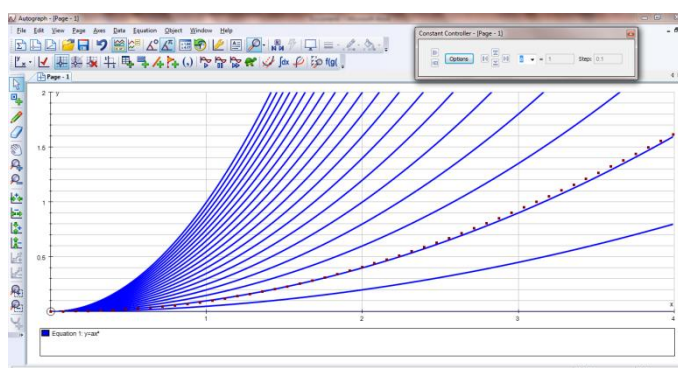 Autograph - [Page - 1]
File Edit View Page Axes Data Equation Object Window Help
Constant Controller - [Page - 1]
Options
a = 1 Step: 0.1
Page - 1
2 y
1.5
1
0.5
x
1 2 3 4
Equation 1: y=ax²